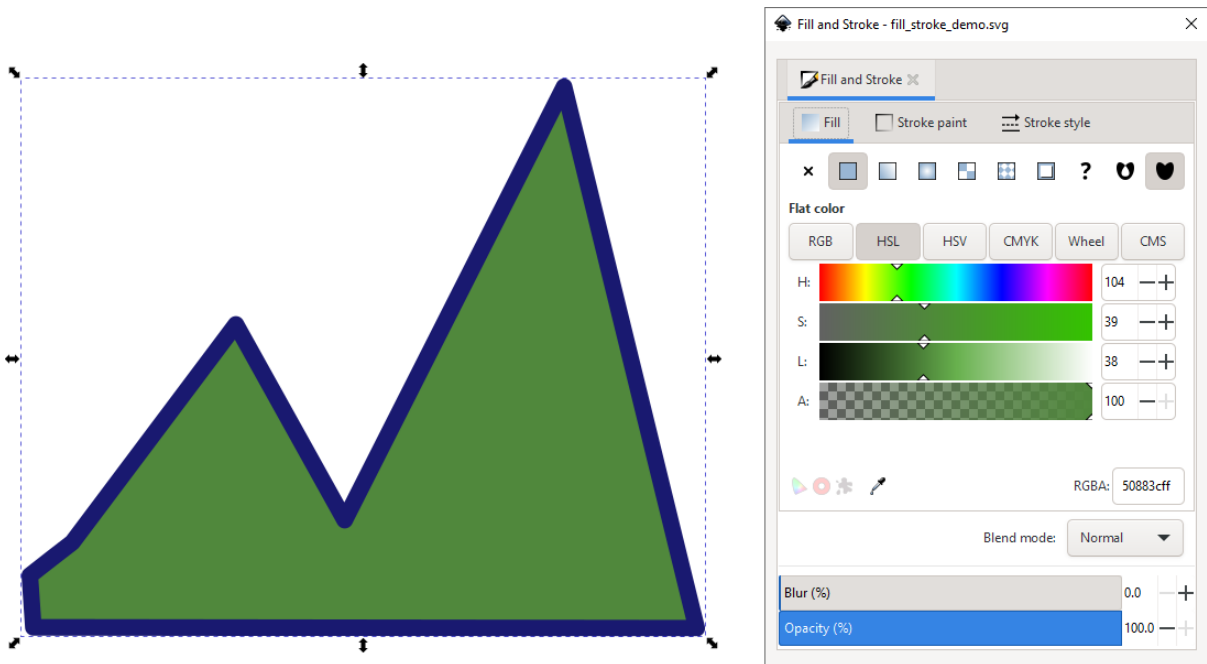 Fill and Stroke - fill_stroke_demo.svg
Fill and Stroke
Fill Stroke paint Stroke style
?
Flat color
RGB HSL HSV CMYK Wheel CMS
H: 104
S: 39
L: 38
A: 100
RGBA: 50883cff
Blend mode: Normal
Blur (%) 0.0
Opacity (%) 100.0